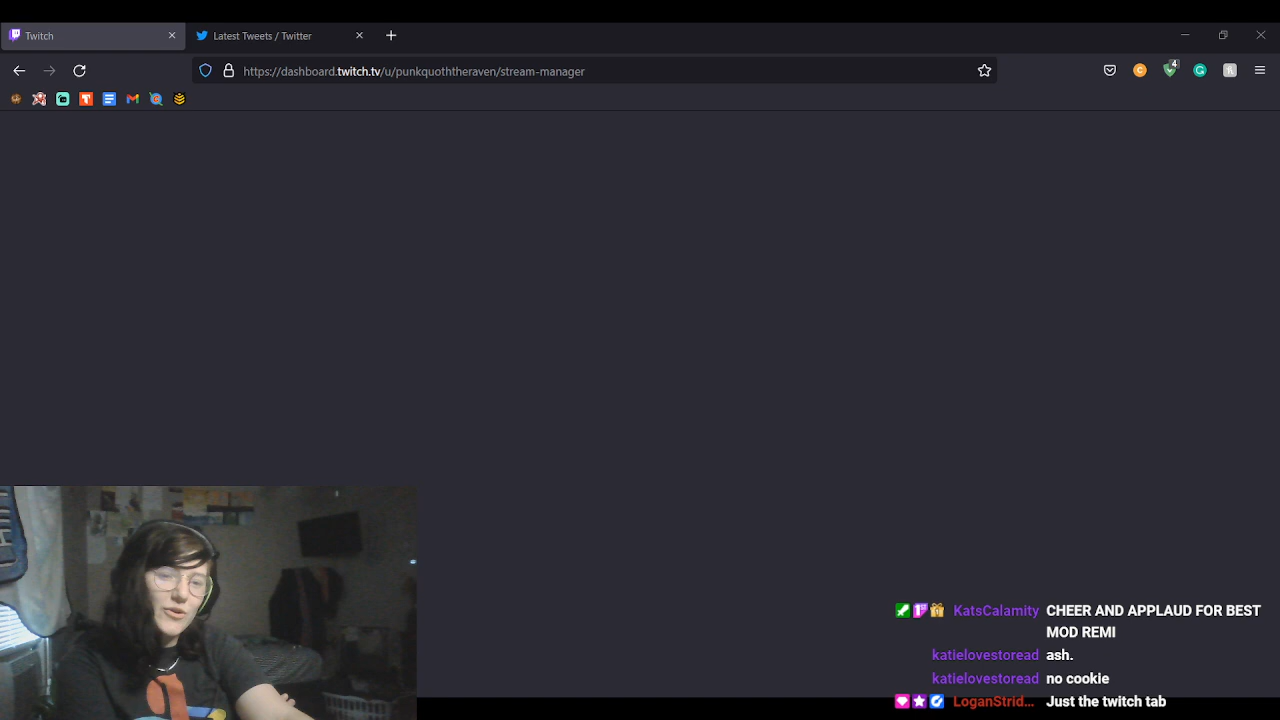 Twitch
Latest Tweets / Twitter
https://dashboard.twitch.tv/u/punkquoththeraven/stream-manager
4
KatsCalamity CHEER AND APPLAUD FOR BEST
MOD REMI
katielovestoread ash.
katielovestoread no cookie
LoganStrid... Just the twitch tab